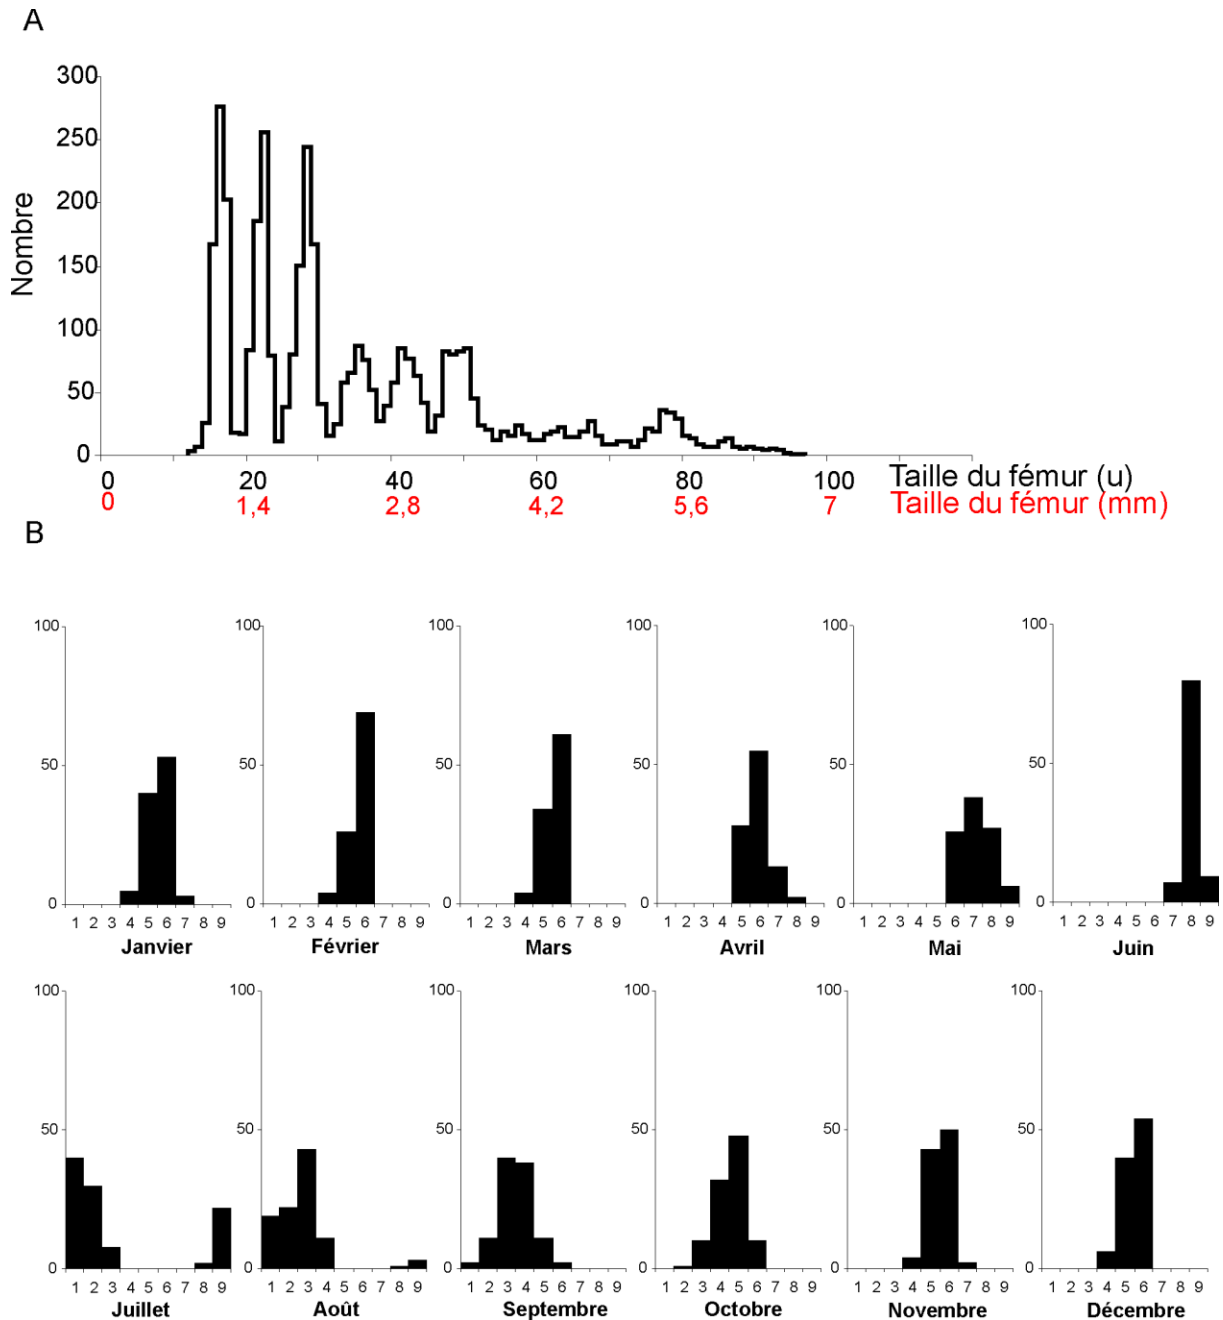 A
300
250
200
150
100
50
0
Nombre
0 20 40 60 80 100 Taille du fémur (u)
0 1,4 2,8 4,2 5,6 7 Taille du fémur (mm)
B
100 100 100 100 100 100
50 50 50 50 50 50
0 0 0 0 0 0
1 2 3 4 5 6 7 8 9 1 2 3 4 5 6 7 8 9 1 2 3 4 5 6 7 8 9 1 2 3 4 5 6 7 8 9 1 2 3 4 5 6 7 8 9 1 2 3 4 5 6 7 8 9
Janvier Février Mars Avril Mai Juin
100 100 100 100 100 100
50 50 50 50 50 50
0 0 0 0 0 0
1 2 3 4 5 6 7 8 9 1 2 3 4 5 6 7 8 9 1 2 3 4 5 6 7 8 9 1 2 3 4 5 6 7 8 9 1 2 3 4 5 6 7 8 9 1 2 3 4 5 6 7 8 9
Juillet Août Septembre Octobre Novembre Décembre